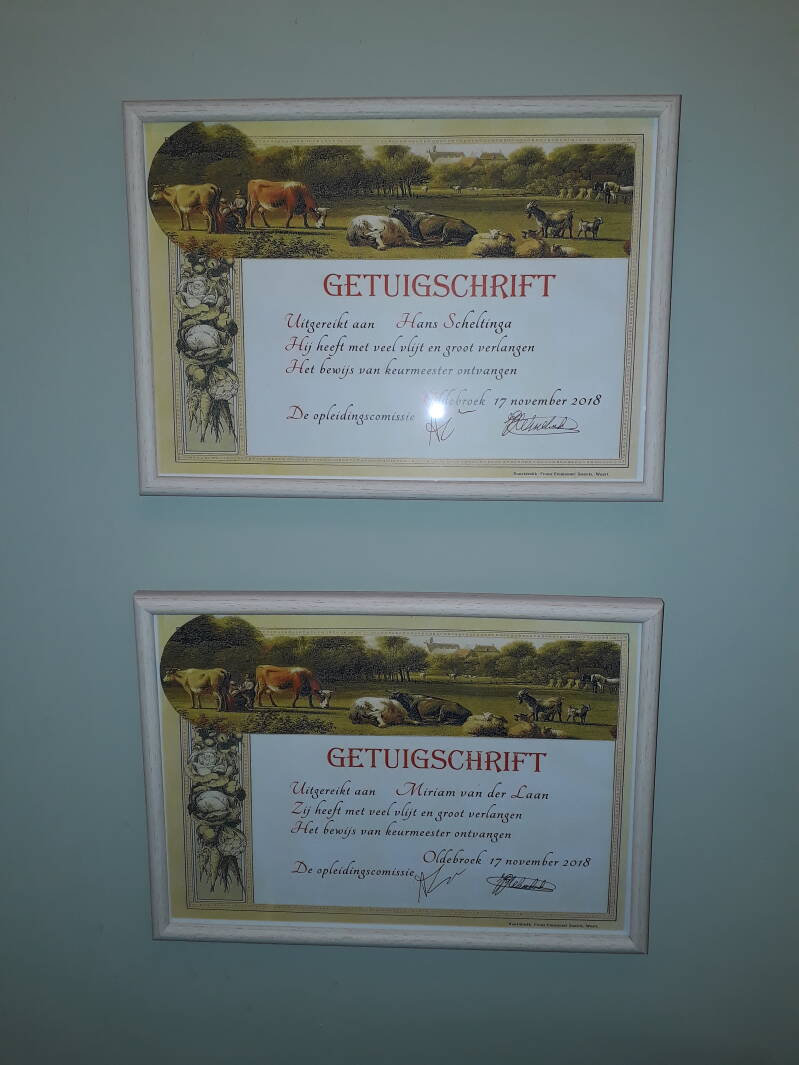 GETUIGSCHRIFT
Uitgereikt aan Hans Scheltinga
Hij heeft met veel vlijt en groot verlangen
Het bewijs van keurmeester ontvangen
17 november 2018
De opleidingscomissie
GETUIGSCHRIFT
Uitgereikt aan Miriam van der Laan
Zij heeft met veel vlijt en groot verlangen
Het bewijs van keurmeester ontvangen
Oldebroek 17 november 2018
De opleidingscomissie